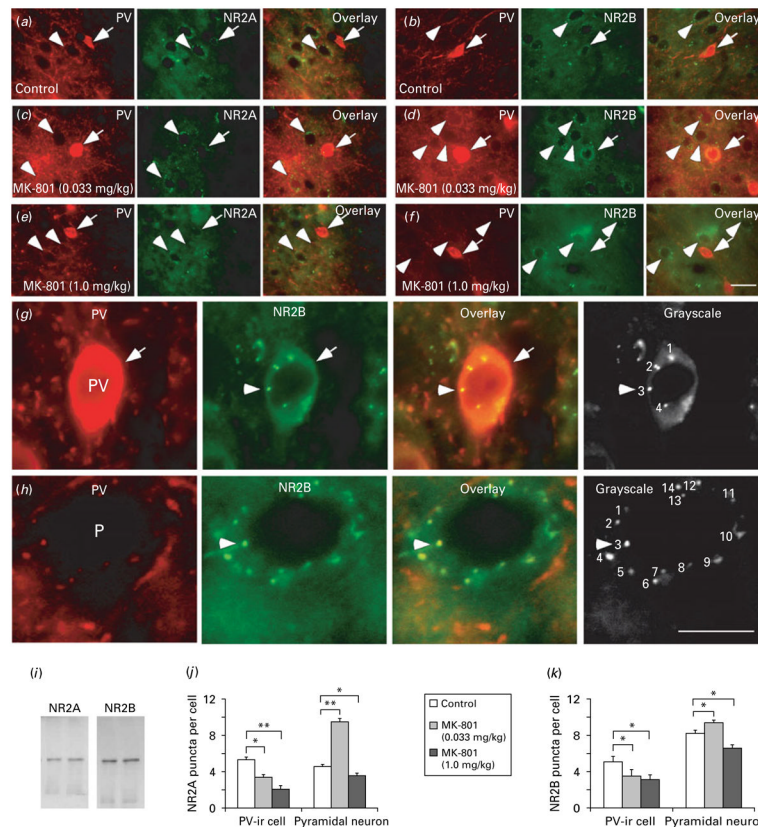 (a) PV NR2A Overlay
Control
(b) PV NR2B Overlay
Control
(c) PV NR2A Overlay
MK-801 (0.033 mg/kg)
(d) PV NR2B Overlay
MK-801 (0.033 mg/kg)
(e) PV NR2A Overlay
MK-801 (1.0 mg/kg)
(f) PV NR2B Overlay
MK-801 (1.0 mg/kg)
(g) PV NR2B Overlay Grayscale
PV
1
2
3
4
(h) PV NR2B Overlay Grayscale
P
14 12
13 11
1
2
10
3
4
5 7 8 9
6
(i)
NR2A NR2B
(j)
NR2A puncta per cell
12
8
4
0
** * ** *
PV-ir cell Pyramidal neuron
Control
MK-801
(0.033 mg/kg)
MK-801
(1.0 mg/kg)
(k)
NR2B puncta per cell
12
8
4
0
* * * *
PV-ir cell Pyramidal neuron